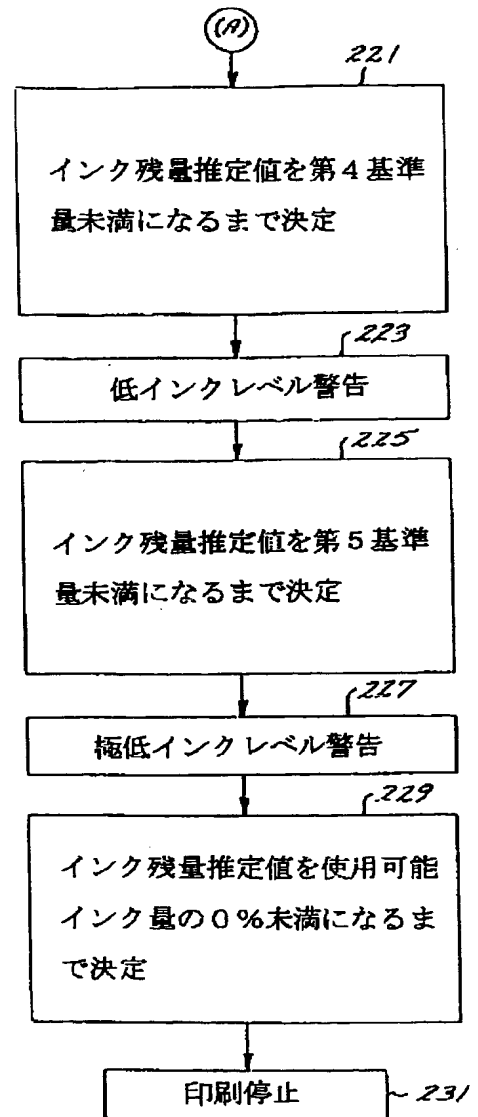 (A)
221
インク残量推定値を第4基準
量未満になるまで決定
223
低インクレベル警告
225
インク残量推定値を第5基準
量未満になるまで決定
227
極低インクレベル警告
229
インク残量推定値を使用可能
インク量の0%未満になるま
で決定
印刷停止
231